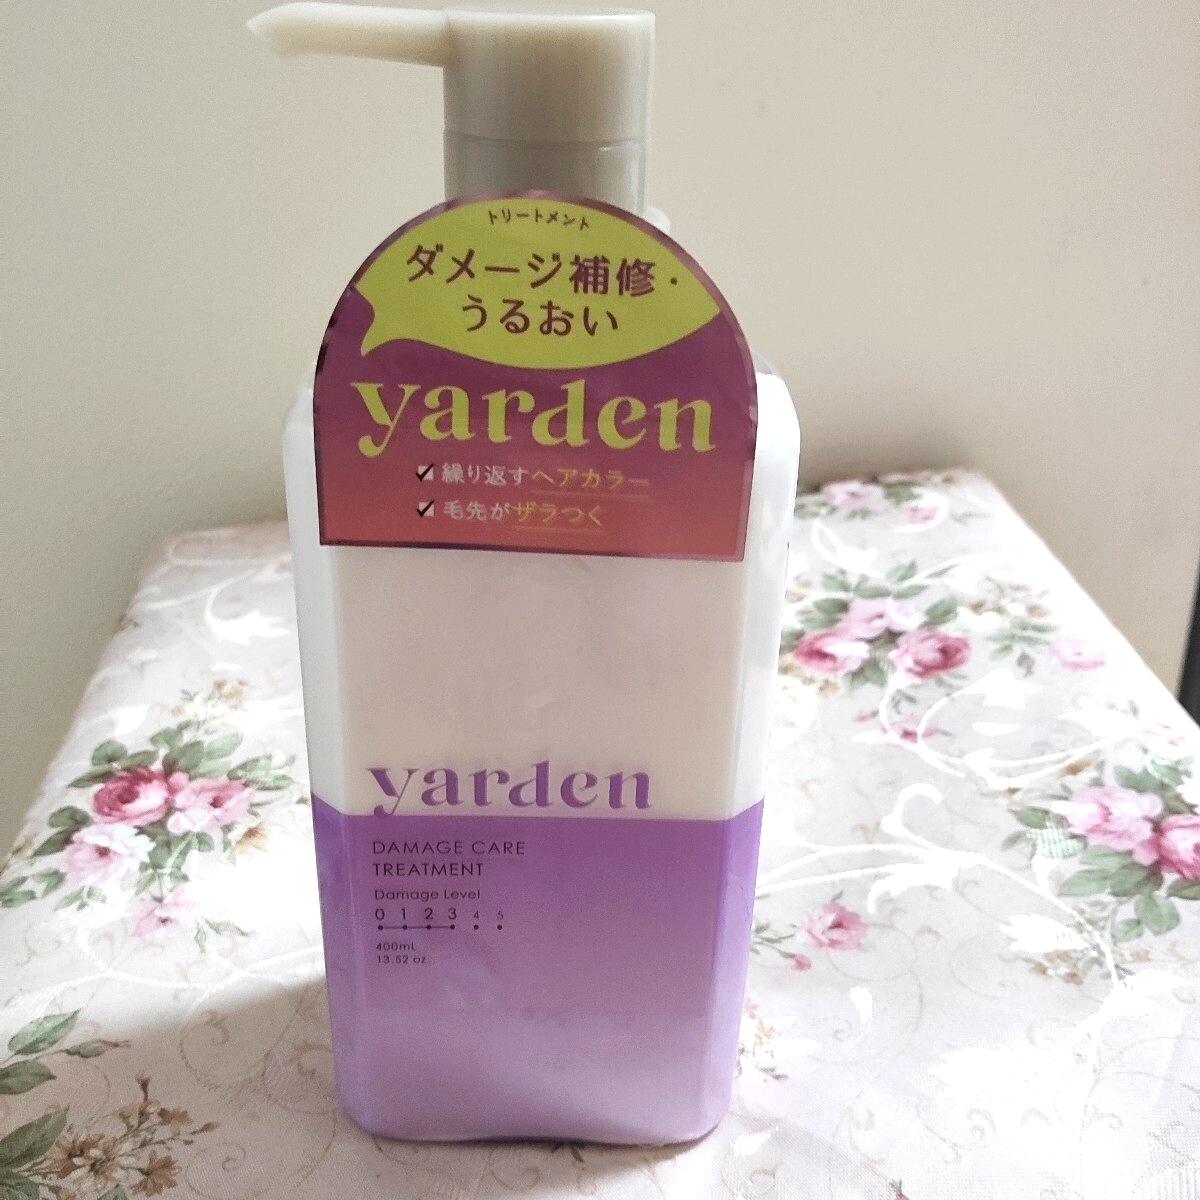 トリートメント
ダメージ補修・
うるおい
yarden
繰り返すヘアカラー
毛先がザラつく
yarden
DAMAGE CARE
TREATMENT
Damage Level
0 1 2 3 4 5
400mL
13.52 oz